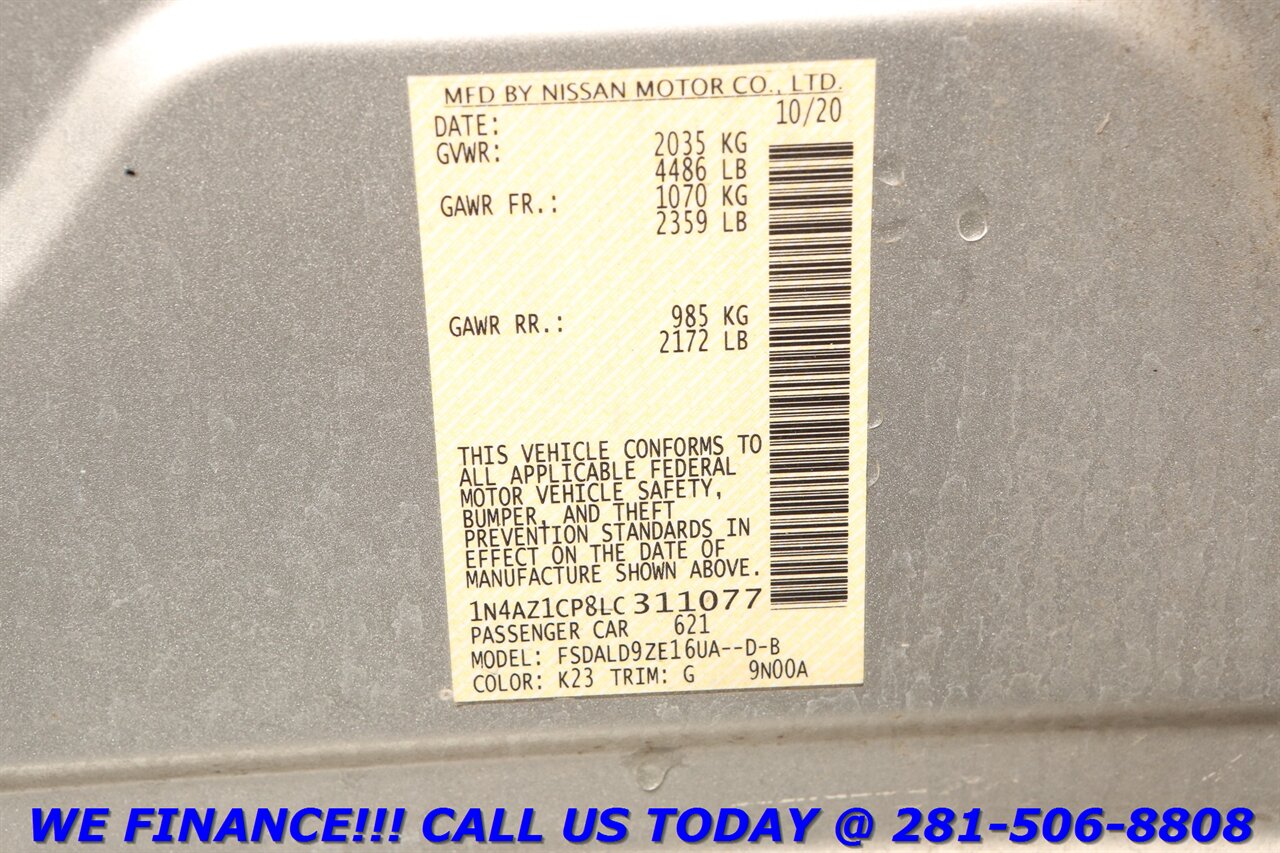 MFD BY NISSAN MOTOR CO., LTD.
DATE: 10/20
GVWR: 2035 KG
4486 LB
GAWR FR.: 1070 KG
2359 LB
GAWR RR.: 985 KG
2172 LB
THIS VEHICLE CONFORMS TO
ALL APPLICABLE FEDERAL
MOTOR VEHICLE SAFETY,
BUMPER, AND THEFT
PREVENTION STANDARDS IN
EFFECT ON THE DATE OF
MANUFACTURE SHOWN ABOVE.
1N4AZ1CP8LC311077
PASSENGER CAR 621
MODEL: FSDALD9ZE16UA--D-B
COLOR: K23 TRIM: G 9N00A
WE FINANCE!!! CALL US TODAY @ 281-506-8808